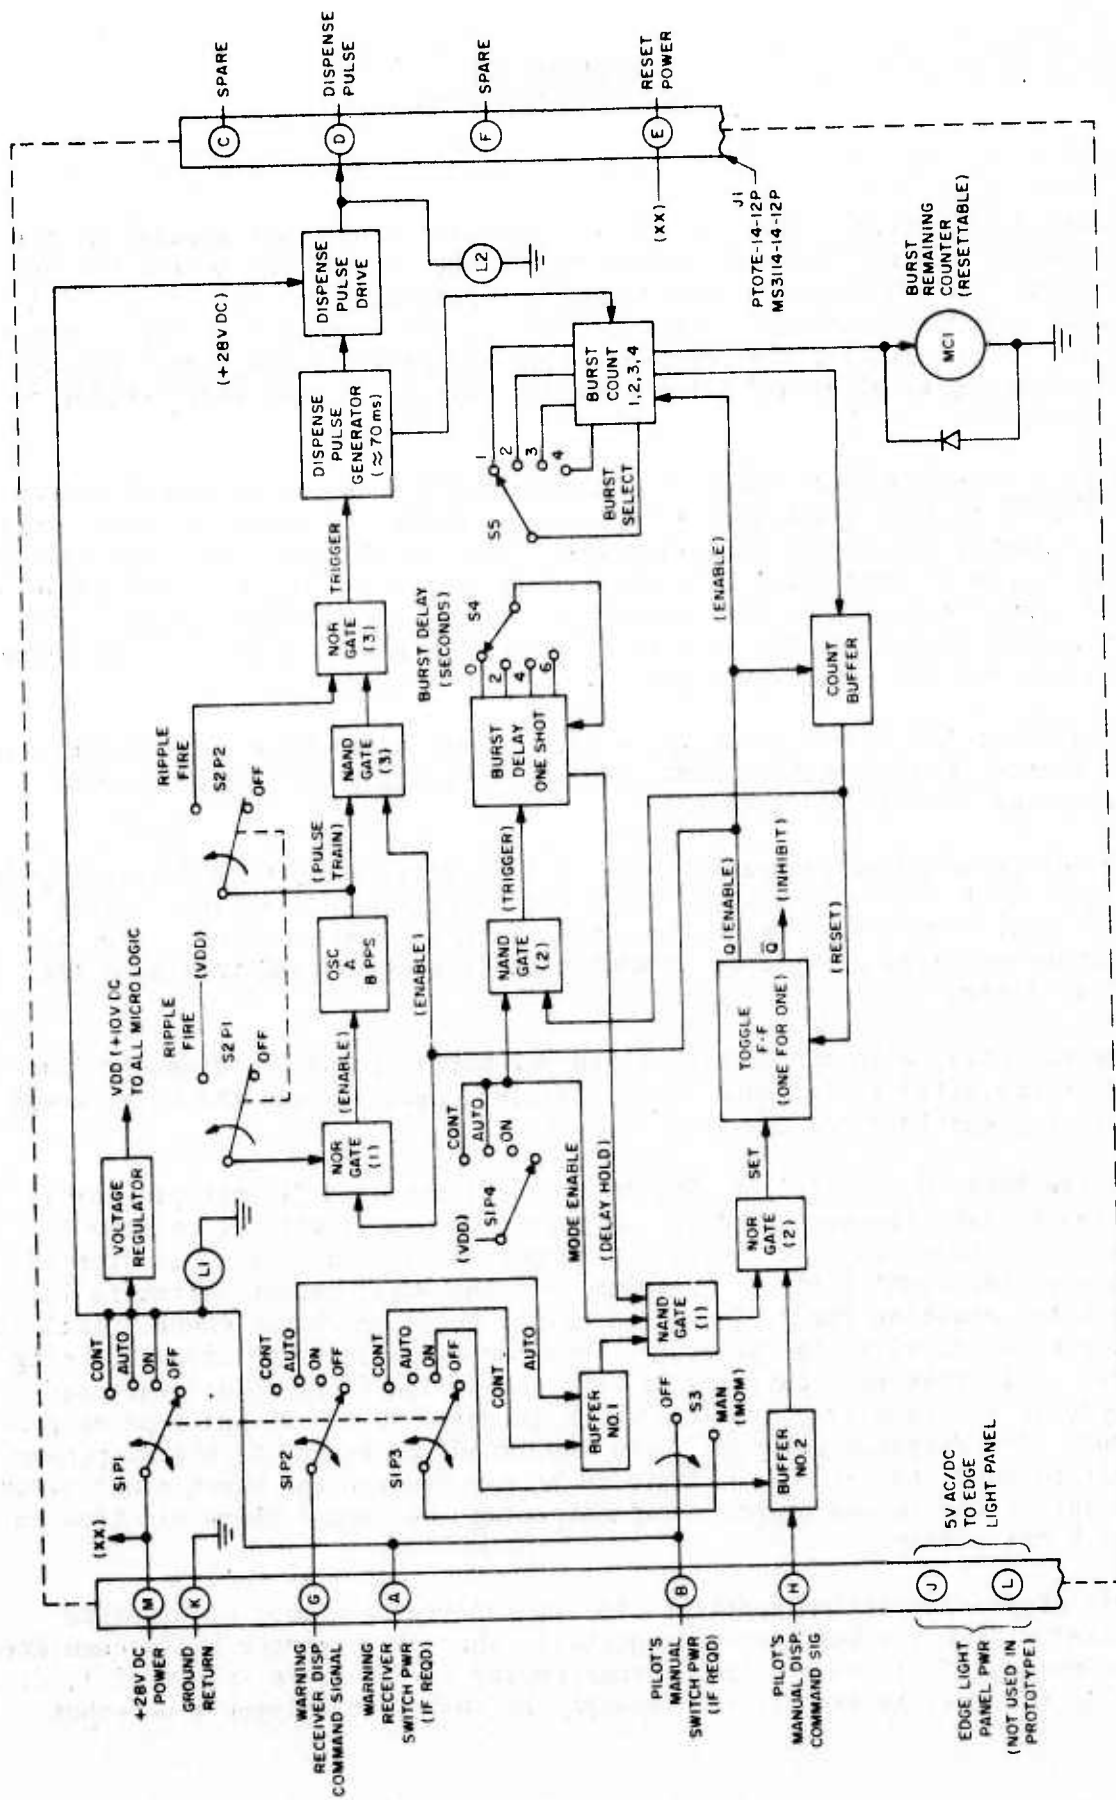 (XX)
+28V DC
POWER
M
GROUND
RETURN
K
WARNING
RECEIVER DISP.
COMMAND SIGNAL
G
WARNING
RECEIVER
SWITCH PWR
(IF REQD)
A
PILOT'S
MANUAL
SWITCH PWR
(IF REQD)
B
PILOT'S
MANUAL DISP.
COMMAND SIG
H
EDGE LIGHT
PANEL PWR
(NOT USED IN
PROTOTYPE)
J
L
5V AC/DC
TO EDGE
LIGHT PANEL
S1P1
CONT
AUTO
ON
OFF
S1P2
CONT
AUTO
ON
OFF
S1P3
CONT
AUTO
ON
OFF
VOLTAGE
REGULATOR
VDD (+10V DC)
TO ALL MICRO LOGIC
L1
CONT
AUTO
BUFFER
NO.1
OFF
S3
MAN
(MOM)
BUFFER
NO.2
RIPPLE
FIRE
(VDD)
S2P1
OFF
NOR
GATE
(1)
(ENABLE)
OSC
A
8 PPS
(VDD)
S1P4
CONT
AUTO
ON
MODE ENABLE
(DELAY HOLD)
NAND
GATE
(1)
NOR
GATE
(2)
SET
(ENABLE)
RIPPLE
FIRE
S2P2
OFF
(PULSE
TRAIN)
NAND
GATE
(3)
NOR
GATE
(3)
TRIGGER
NAND
GATE
(2)
(TRIGGER)
BURST
DELAY
ONE SHOT
BURST DELAY
(SECONDS)
0
2
4
6
S4
TOGGLE
F-F
(ONE FOR ONE)
Q (ENABLE)
Q̅
(INHIBIT)
(RESET)
COUNT
BUFFER
(ENABLE)
DISPENSE
PULSE
GENERATOR
(≈70ms)
DISPENSE
PULSE
DRIVE
(+28V DC)
L2
S5
1
2
3
4
BURST
SELECT
BURST
COUNT
1,2,3,4
MC1
BURST
REMAINING
COUNTER
(RESETTABLE)
C
SPARE
D
DISPENSE
PULSE
F
SPARE
E
RESET
POWER
(XX)
J1
PT07E-14-12P
MS3114-14-12P